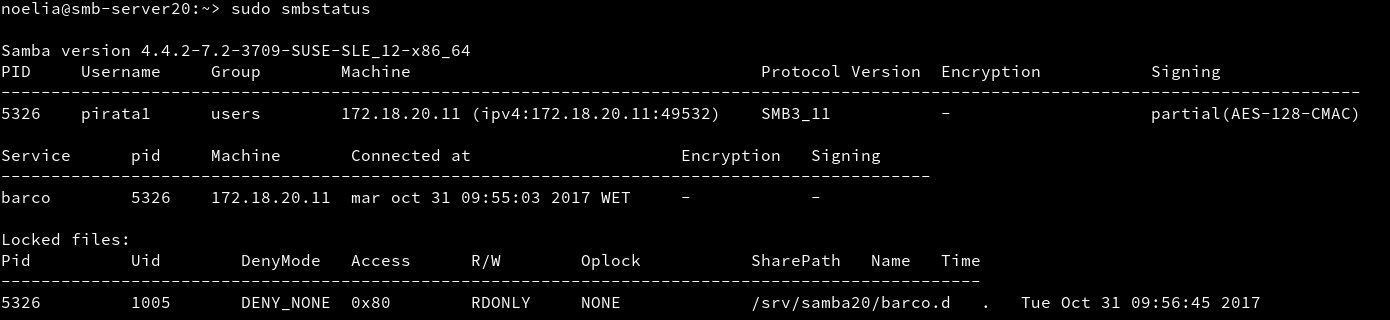 noelia@smb-server20:~> sudo smbstatus

Samba version 4.4.2-7.2-3709-SUSE-SLE_12-x86_64
PID     Username     Group        Machine                                   Protocol Version  Encryption           Signing
----------------------------------------------------------------------------------------------------------------------------------------
5326    pirata1      users        172.18.20.11 (ipv4:172.18.20.11:49532)    SMB3_11           -                    partial(AES-128-CMAC)

Service      pid     Machine       Connected at                     Encryption   Signing
---------------------------------------------------------------------------------------------
barco        5326    172.18.20.11  mar oct 31 09:55:03 2017 WET     -            -

Locked files:
Pid          Uid        DenyMode   Access      R/W        Oplock           SharePath   Name   Time
--------------------------------------------------------------------------------------------------
5326         1005       DENY_NONE  0x80        RDONLY     NONE             /srv/samba20/barco.d   .   Tue Oct 31 09:56:45 2017